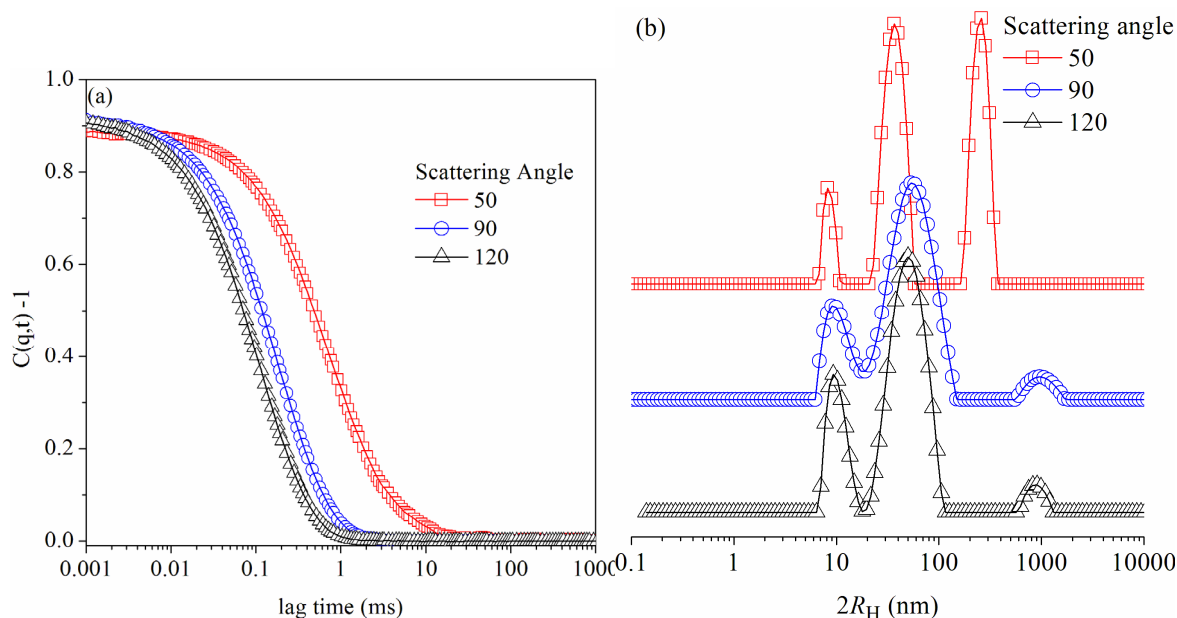 (a)
C(q,t) -1
1.0
0.8
0.6
0.4
0.2
0.0
Scattering Angle
50
90
120
0.001 0.01 0.1 1 10 100 1000
lag time (ms)
(b)
Scattering angle
50
90
120
0.1 1 10 100 1000 10000
2R_H (nm)